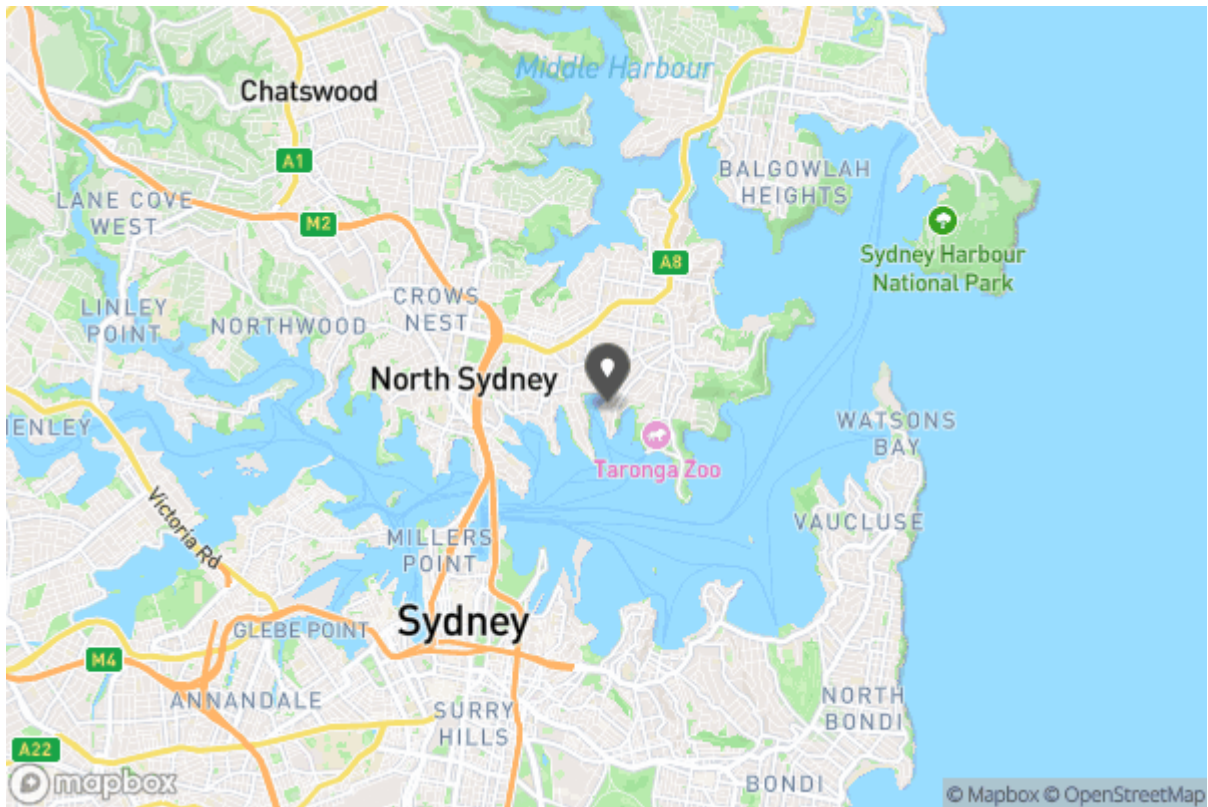 Middle Harbour
Chatswood
A1
BALGOWLAH
HEIGHTS
LANE COVE
WEST
M2
Sydney Harbour
National Park
A8
CROWS
NEST
LINLEY
POINT
NORTHWOOD
North Sydney
HENLEY
WATSONS
BAY
Taronga Zoo
Victoria Rd
VAUCLUSE
MILLERS
POINT
Sydney
GLEBE POINT
M4
ANNANDALE
SURRY
HILLS
NORTH
BONDI
A22
BONDI
mapbox
© Mapbox © OpenStreetMap